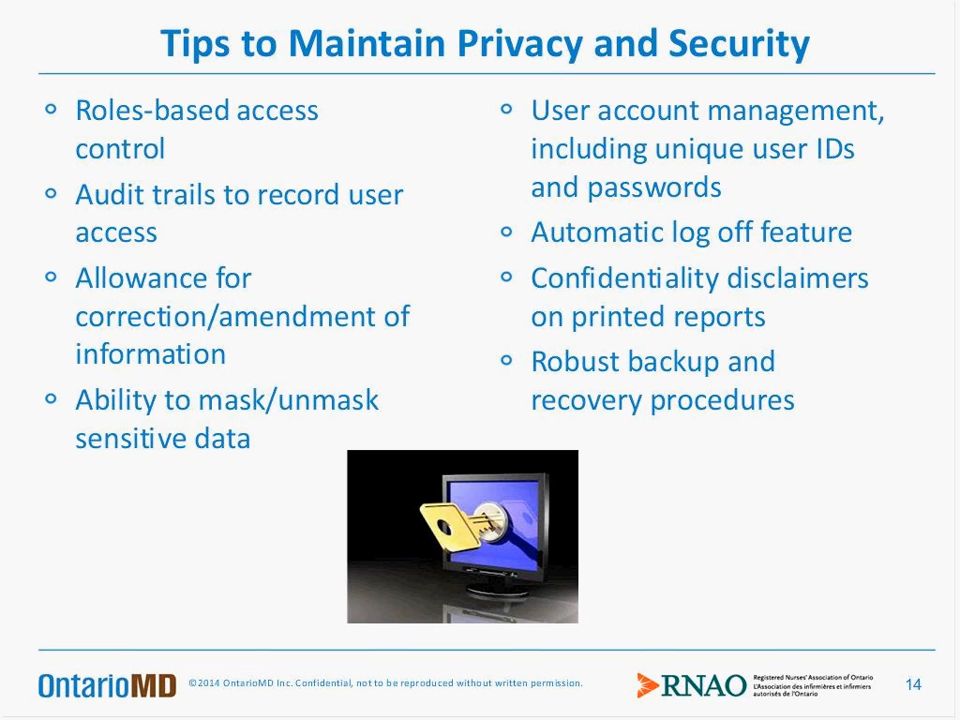 Tips to Maintain Privacy and Security
Roles-based access
control
Audit trails to record user
access
Allowance for
correction/amendment of
information
Ability to mask/unmask
sensitive data
User account management,
including unique user IDs
and passwords
Automatic log off feature
Confidentiality disclaimers
on printed reports
Robust backup and
recovery procedures
OntarioMD
©2014 OntarioMD Inc. Confidential, not to be reproduced without written permission.
RNAO
Registered Nurses' Association of Ontario
L'Association des infirmières et infirmiers
autorisés de l'Ontario
14